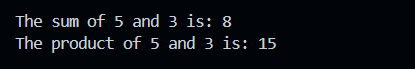 The sum of 5 and 3 is: 8
The product of 5 and 3 is: 15